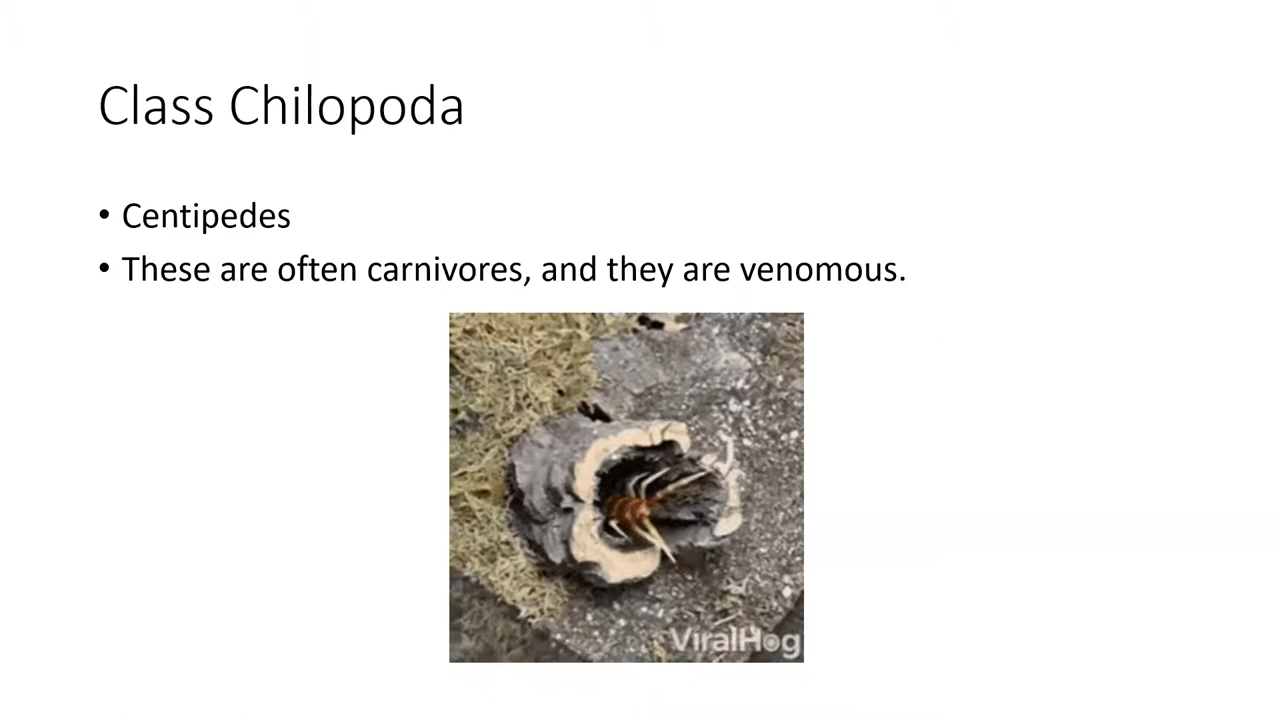 Class Chilopoda
• Centipedes
• These are often carnivores, and they are venomous.
ViralHog